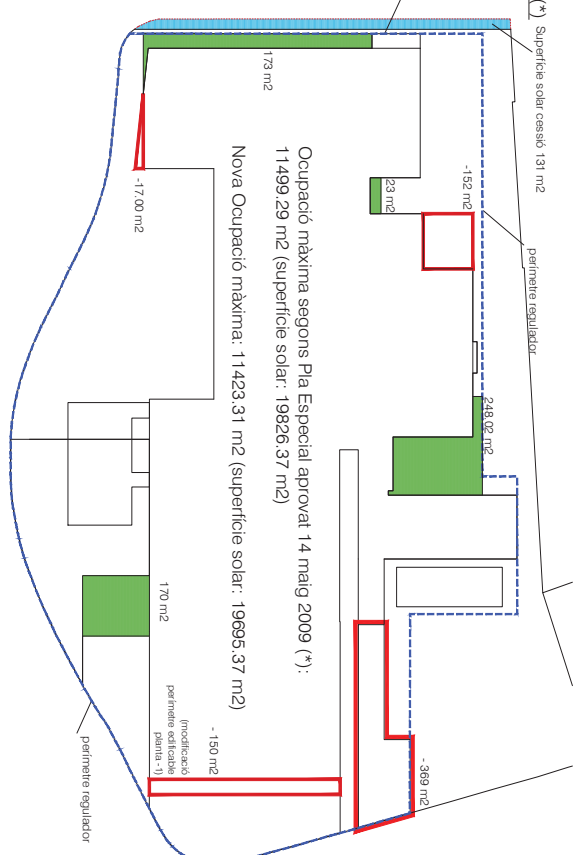 (*) Superfície solar cessió 131 m2
perímetre regulador
-152 m2
248.02 m2
- 369 m2
23 m2
173 m2
Ocupació màxima segons Pla Especial aprovat 14 maig 2009 (*):
11499.29 m2 (superfície solar: 19826.37 m2)
Nova Ocupació màxima: 11423.31 m2 (superfície solar: 19695.37 m2)
-17.00 m2
170 m2
- 150 m2
(modificació
perímetre edificable
planta -1)
perímetre regulador